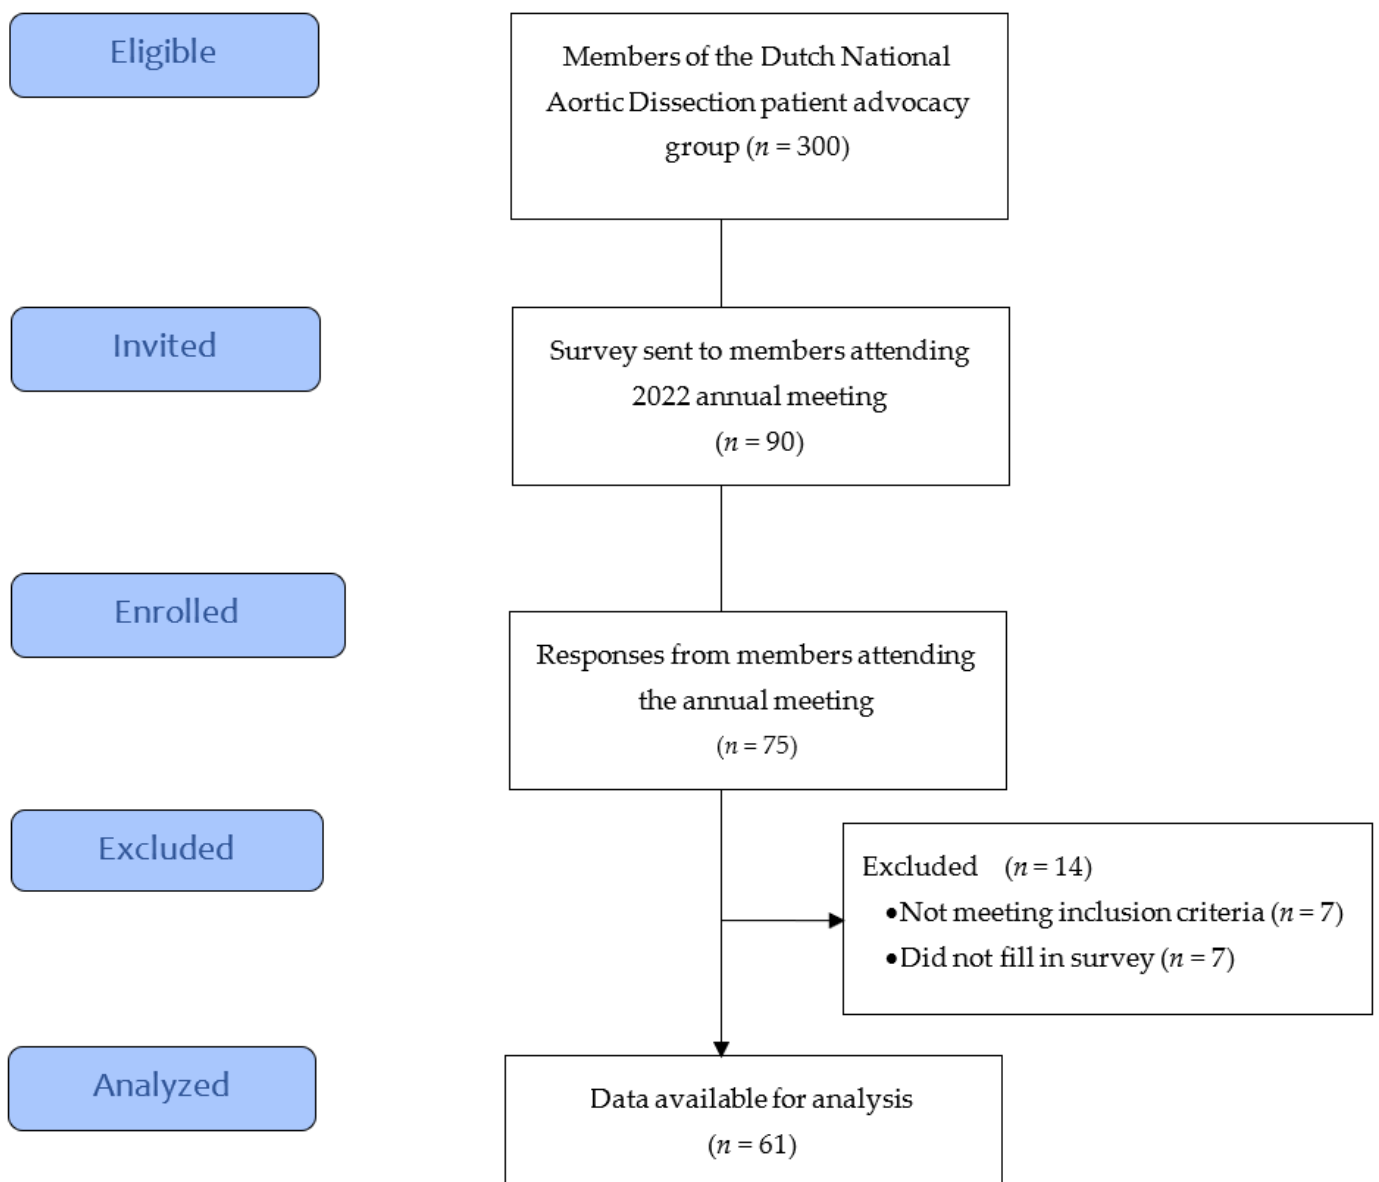 Eligible
Members of the Dutch National
Aortic Dissection patient advocacy
group (n = 300)
Invited
Survey sent to members attending
2022 annual meeting
(n = 90)
Enrolled
Responses from members attending
the annual meeting
(n = 75)
Excluded
Excluded (n = 14)
•Not meeting inclusion criteria (n = 7)
•Did not fill in survey (n = 7)
Analyzed
Data available for analysis
(n = 61)